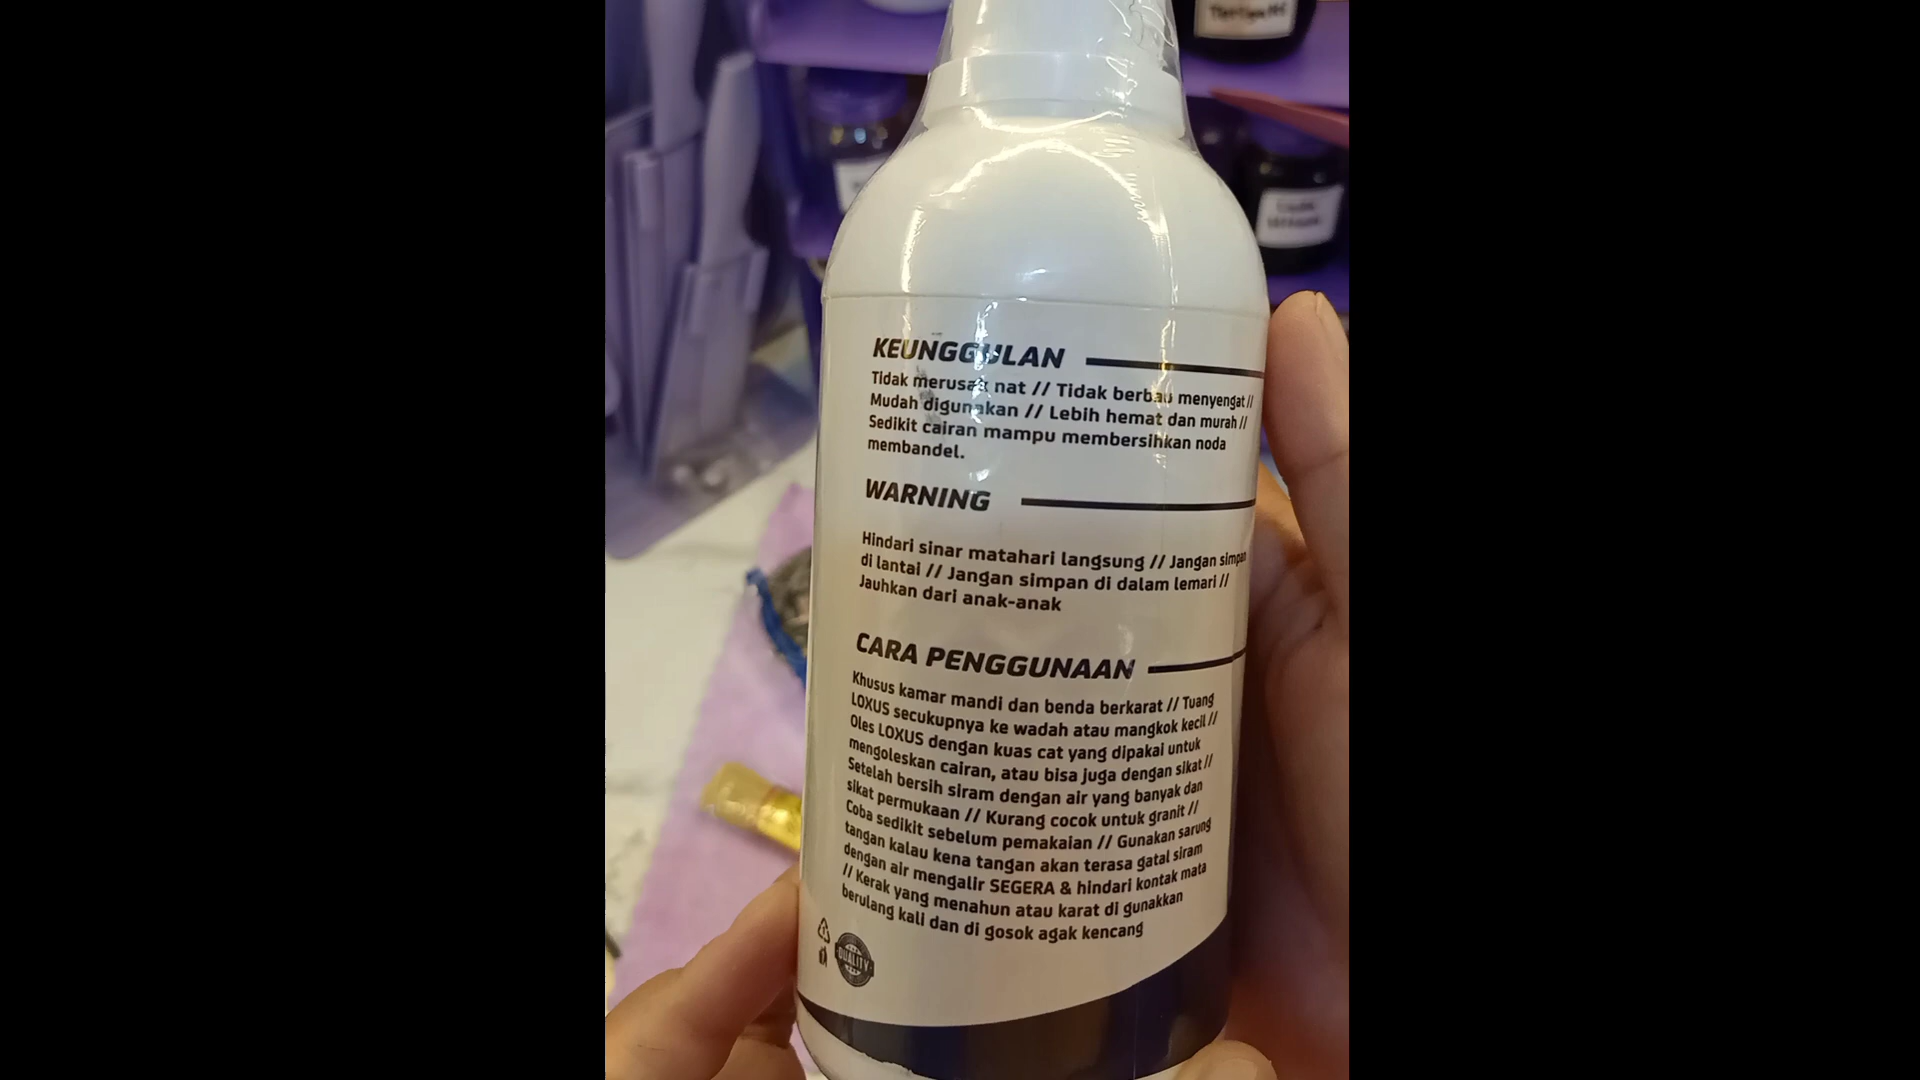 KEUNGGULAN
Tidak merusak nat // Tidak berbau menyengat //
Mudah digunakan // Lebih hemat dan murah //
Sedikit cairan mampu membersihkan noda
membandel.
WARNING
Hindari sinar matahari langsung // Jangan simpan
di lantai // Jangan simpan di dalam lemari //
Jauhkan dari anak-anak
CARA PENGGUNAAN
Khusus kamar mandi dan benda berkarat // Tuang
LOXUS secukupnya ke wadah atau mangkok kecil //
Oles LOXUS dengan kuas cat yang dipakai untuk
mengoleskan cairan, atau bisa juga dengan sikat //
Setelah bersih siram dengan air yang banyak dan
sikat permukaan // Kurang cocok untuk granit //
Coba sedikit sebelum pemakaian // Gunakan sarung
tangan kalau kena tangan akan terasa gatal siram
dengan air mengalir SEGERA & hindari kontak mata
// Kerak yang menahun atau karat di gunakkan
berulang kali dan di gosok agak kencang
QUALITY